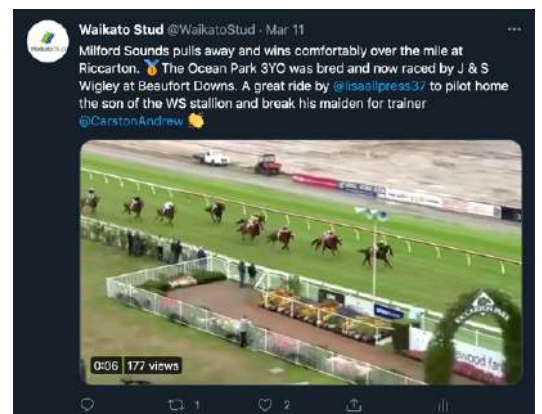 Waikato Stud @WaikatoStud · Mar 11
Milford Sounds pulls away and wins comfortably over the mile at
Riccarton. 🥇The Ocean Park 3YO was bred and now raced by J & S
Wigley at Beaufort Downs. A great ride by @lisaallpress37 to pilot home
the son of the WS stallion and break his maiden for trainer
@CarstonAndrew 👏
RICCARTON PARK
0:06 177 views
1 2